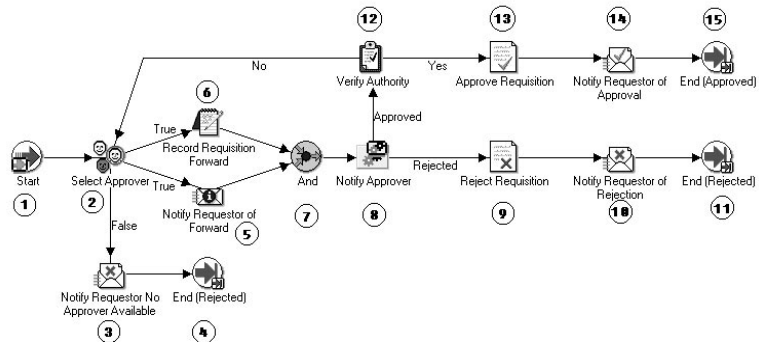 12
13
14
15
No
Verify Authority
Yes
Approve Requisition
Notify Requestor of
Approval
End (Approved)
6
True
Record Requisition
Forward
Approved
Start
Select Approver
True
Notify Requestor of
Forward
And
Notify Approver
Rejected
Reject Requisition
Notify Requestor of
Rejection
End (Rejected)
1
2
5
7
8
9
10
11
False
Notify Requestor No
Approver Available
End (Rejected)
3
4